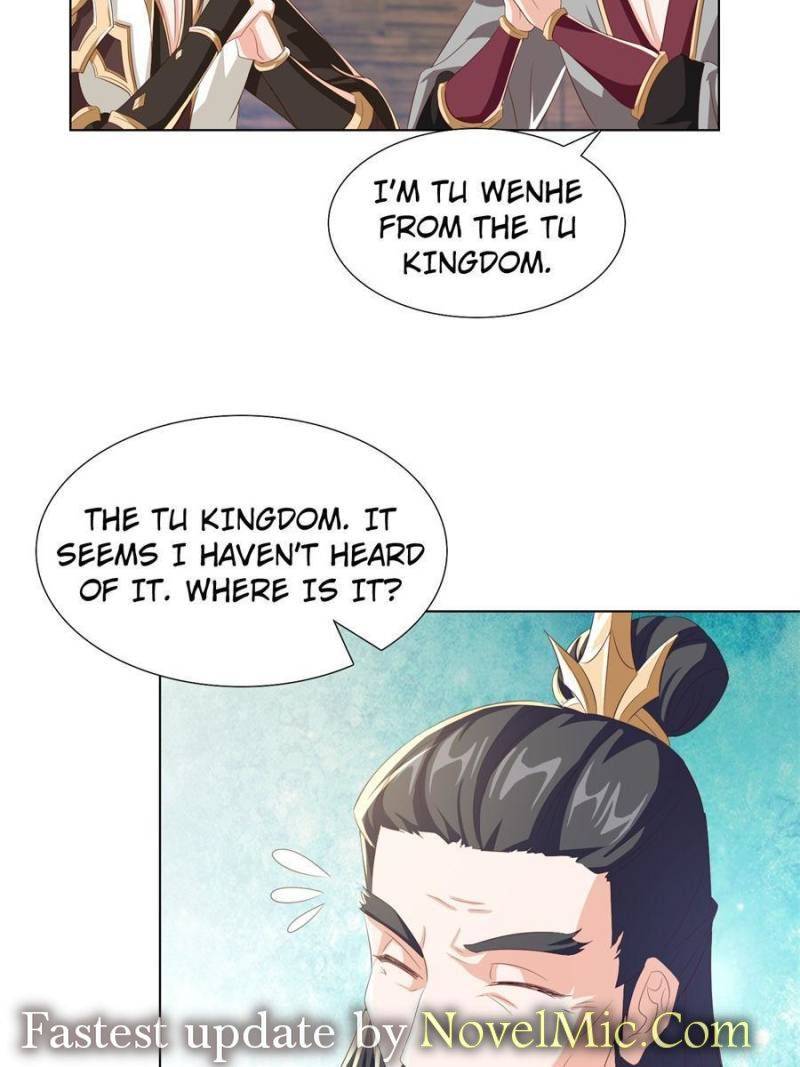 I'M TU WENHE
FROM THE TU
KINGDOM.
THE TU KINGDOM. IT
SEEMS I HAVEN'T HEARD
OF IT. WHERE IS IT?
Fastest update by NovelMic.Com